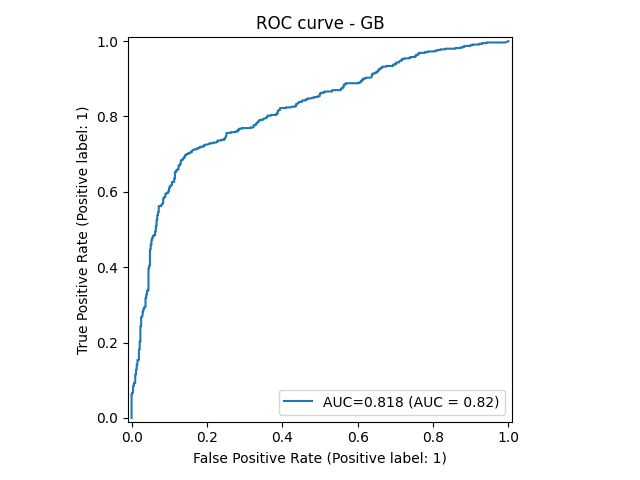 ROC curve - GB
1.0
0.8
0.6
0.4
0.2
0.0
True Positive Rate (Positive label: 1)
AUC=0.818 (AUC = 0.82)
0.0 0.2 0.4 0.6 0.8 1.0
False Positive Rate (Positive label: 1)